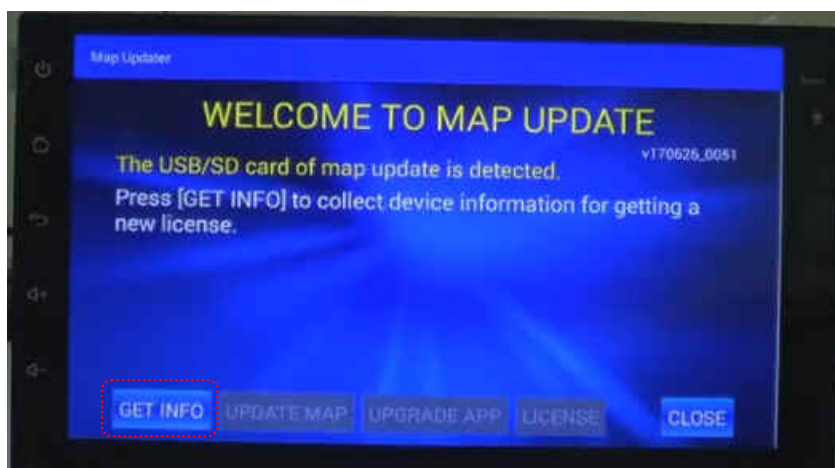 Map Updater
WELCOME TO MAP UPDATE
v170626_0051
The USB/SD card of map update is detected.
Press [GET INFO] to collect device information for getting a
new license.
GET INFO UPDATE MAP UPGRADE APP LICENSE CLOSE